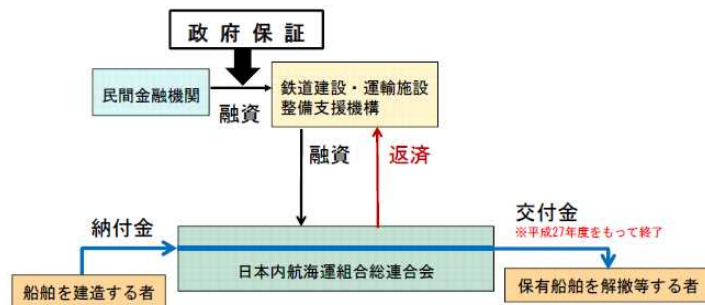 政府保証
民間金融機関
融資
鉄道建設・運輸施設
整備支援機構
融資
返済
納付金
交付金
※平成27年度をもって終了
日本内航海運組合総連合会
船舶を建造する者
保有船舶を解撤等する者